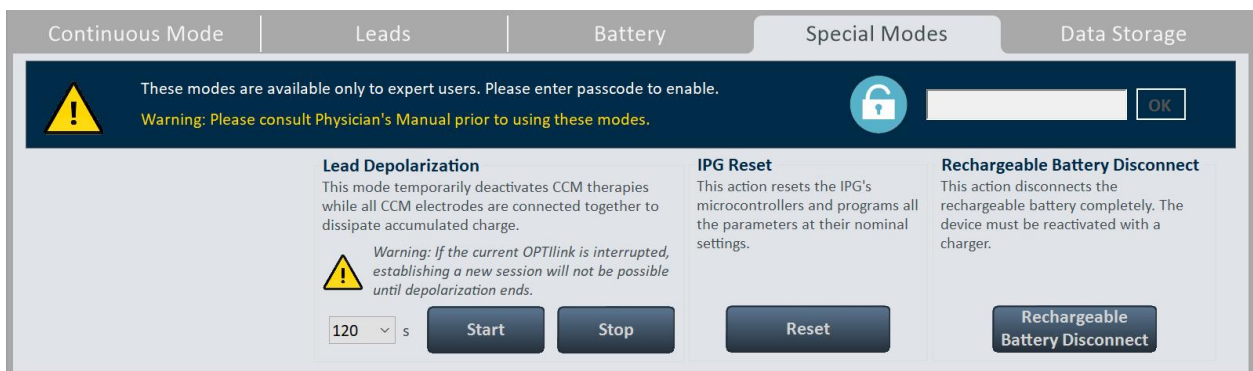 Continuous Mode
Leads
Battery
Special Modes
Data Storage
These modes are available only to expert users. Please enter passcode to enable.
Warning: Please consult Physician's Manual prior to using these modes.
OK
Lead Depolarization
This mode temporarily deactivates CCM therapies
while all CCM electrodes are connected together to
dissipate accumulated charge.
Warning: If the current OPTIlink is interrupted,
establishing a new session will not be possible
until depolarization ends.
120 s
Start
Stop
IPG Reset
This action resets the IPG's
microcontrollers and programs all
the parameters at their nominal
settings.
Reset
Rechargeable Battery Disconnect
This action disconnects the
rechargeable battery completely. The
device must be reactivated with a
charger.
Rechargeable
Battery Disconnect